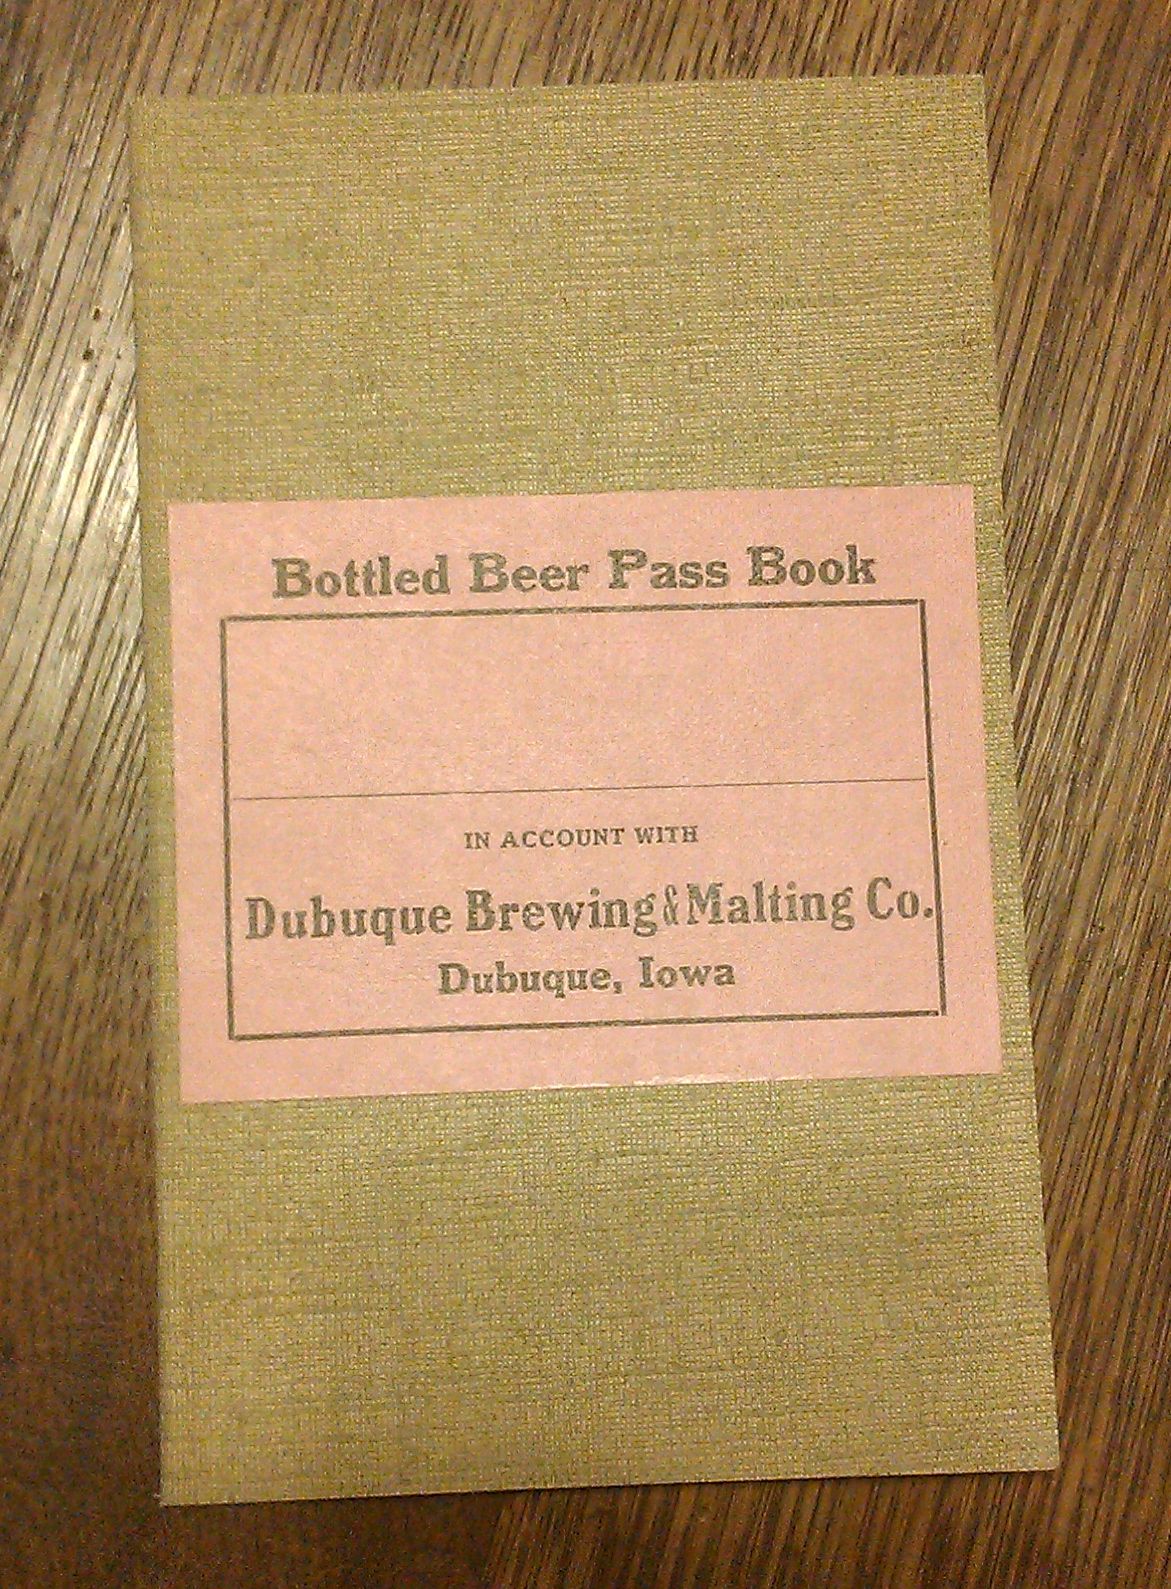 Bottled Beer Pass Book
IN ACCOUNT WITH
Dubuque Brewing & Malting Co.
Dubuque, Iowa